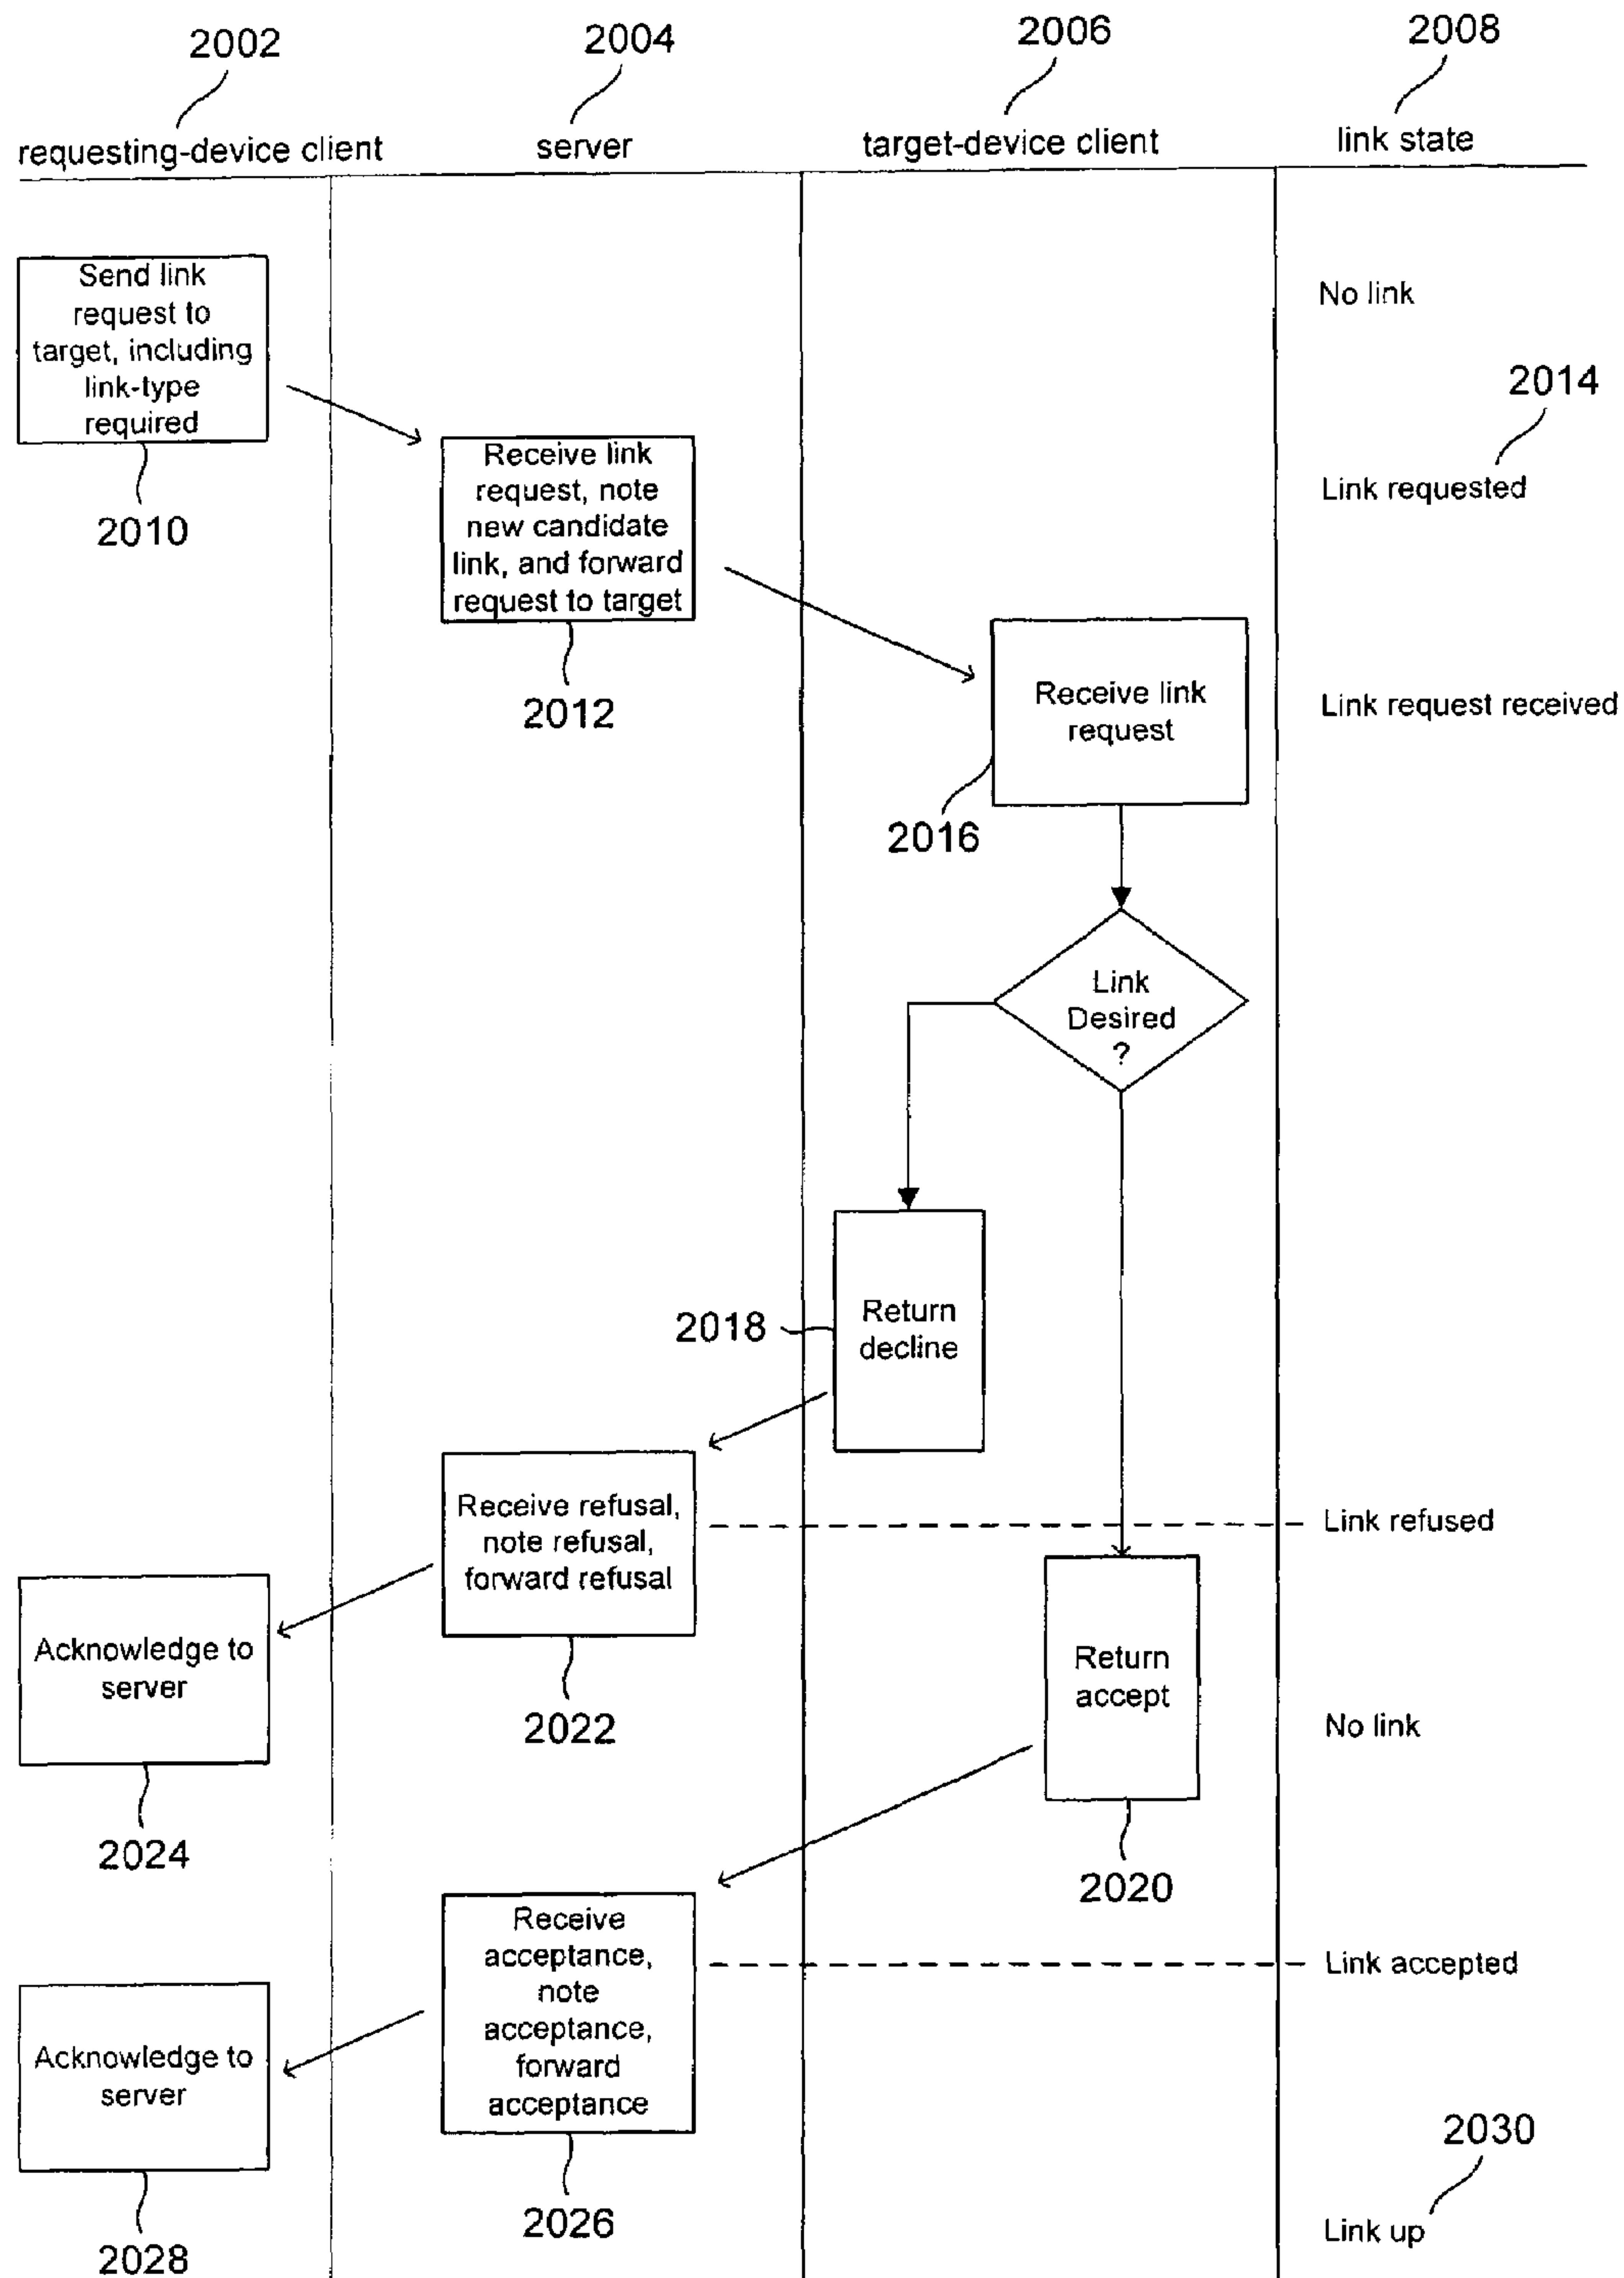 2002
2004
2006
2008
requesting-device client
server
target-device client
link state
Send link
request to
target, including
link-type
required
2010
No link
2014
Link requested
Receive link
request, note
new candidate
link, and forward
request to target
2012
Receive link
request
2016
Link request received
Link
Desired
?
Return
decline
2018
Receive refusal,
note refusal,
forward refusal
2022
Link refused
Acknowledge to
server
2024
Return
accept
2020
No link
Receive
acceptance,
note
acceptance,
forward
acceptance
2026
Link accepted
Acknowledge to
server
2028
2030
Link up